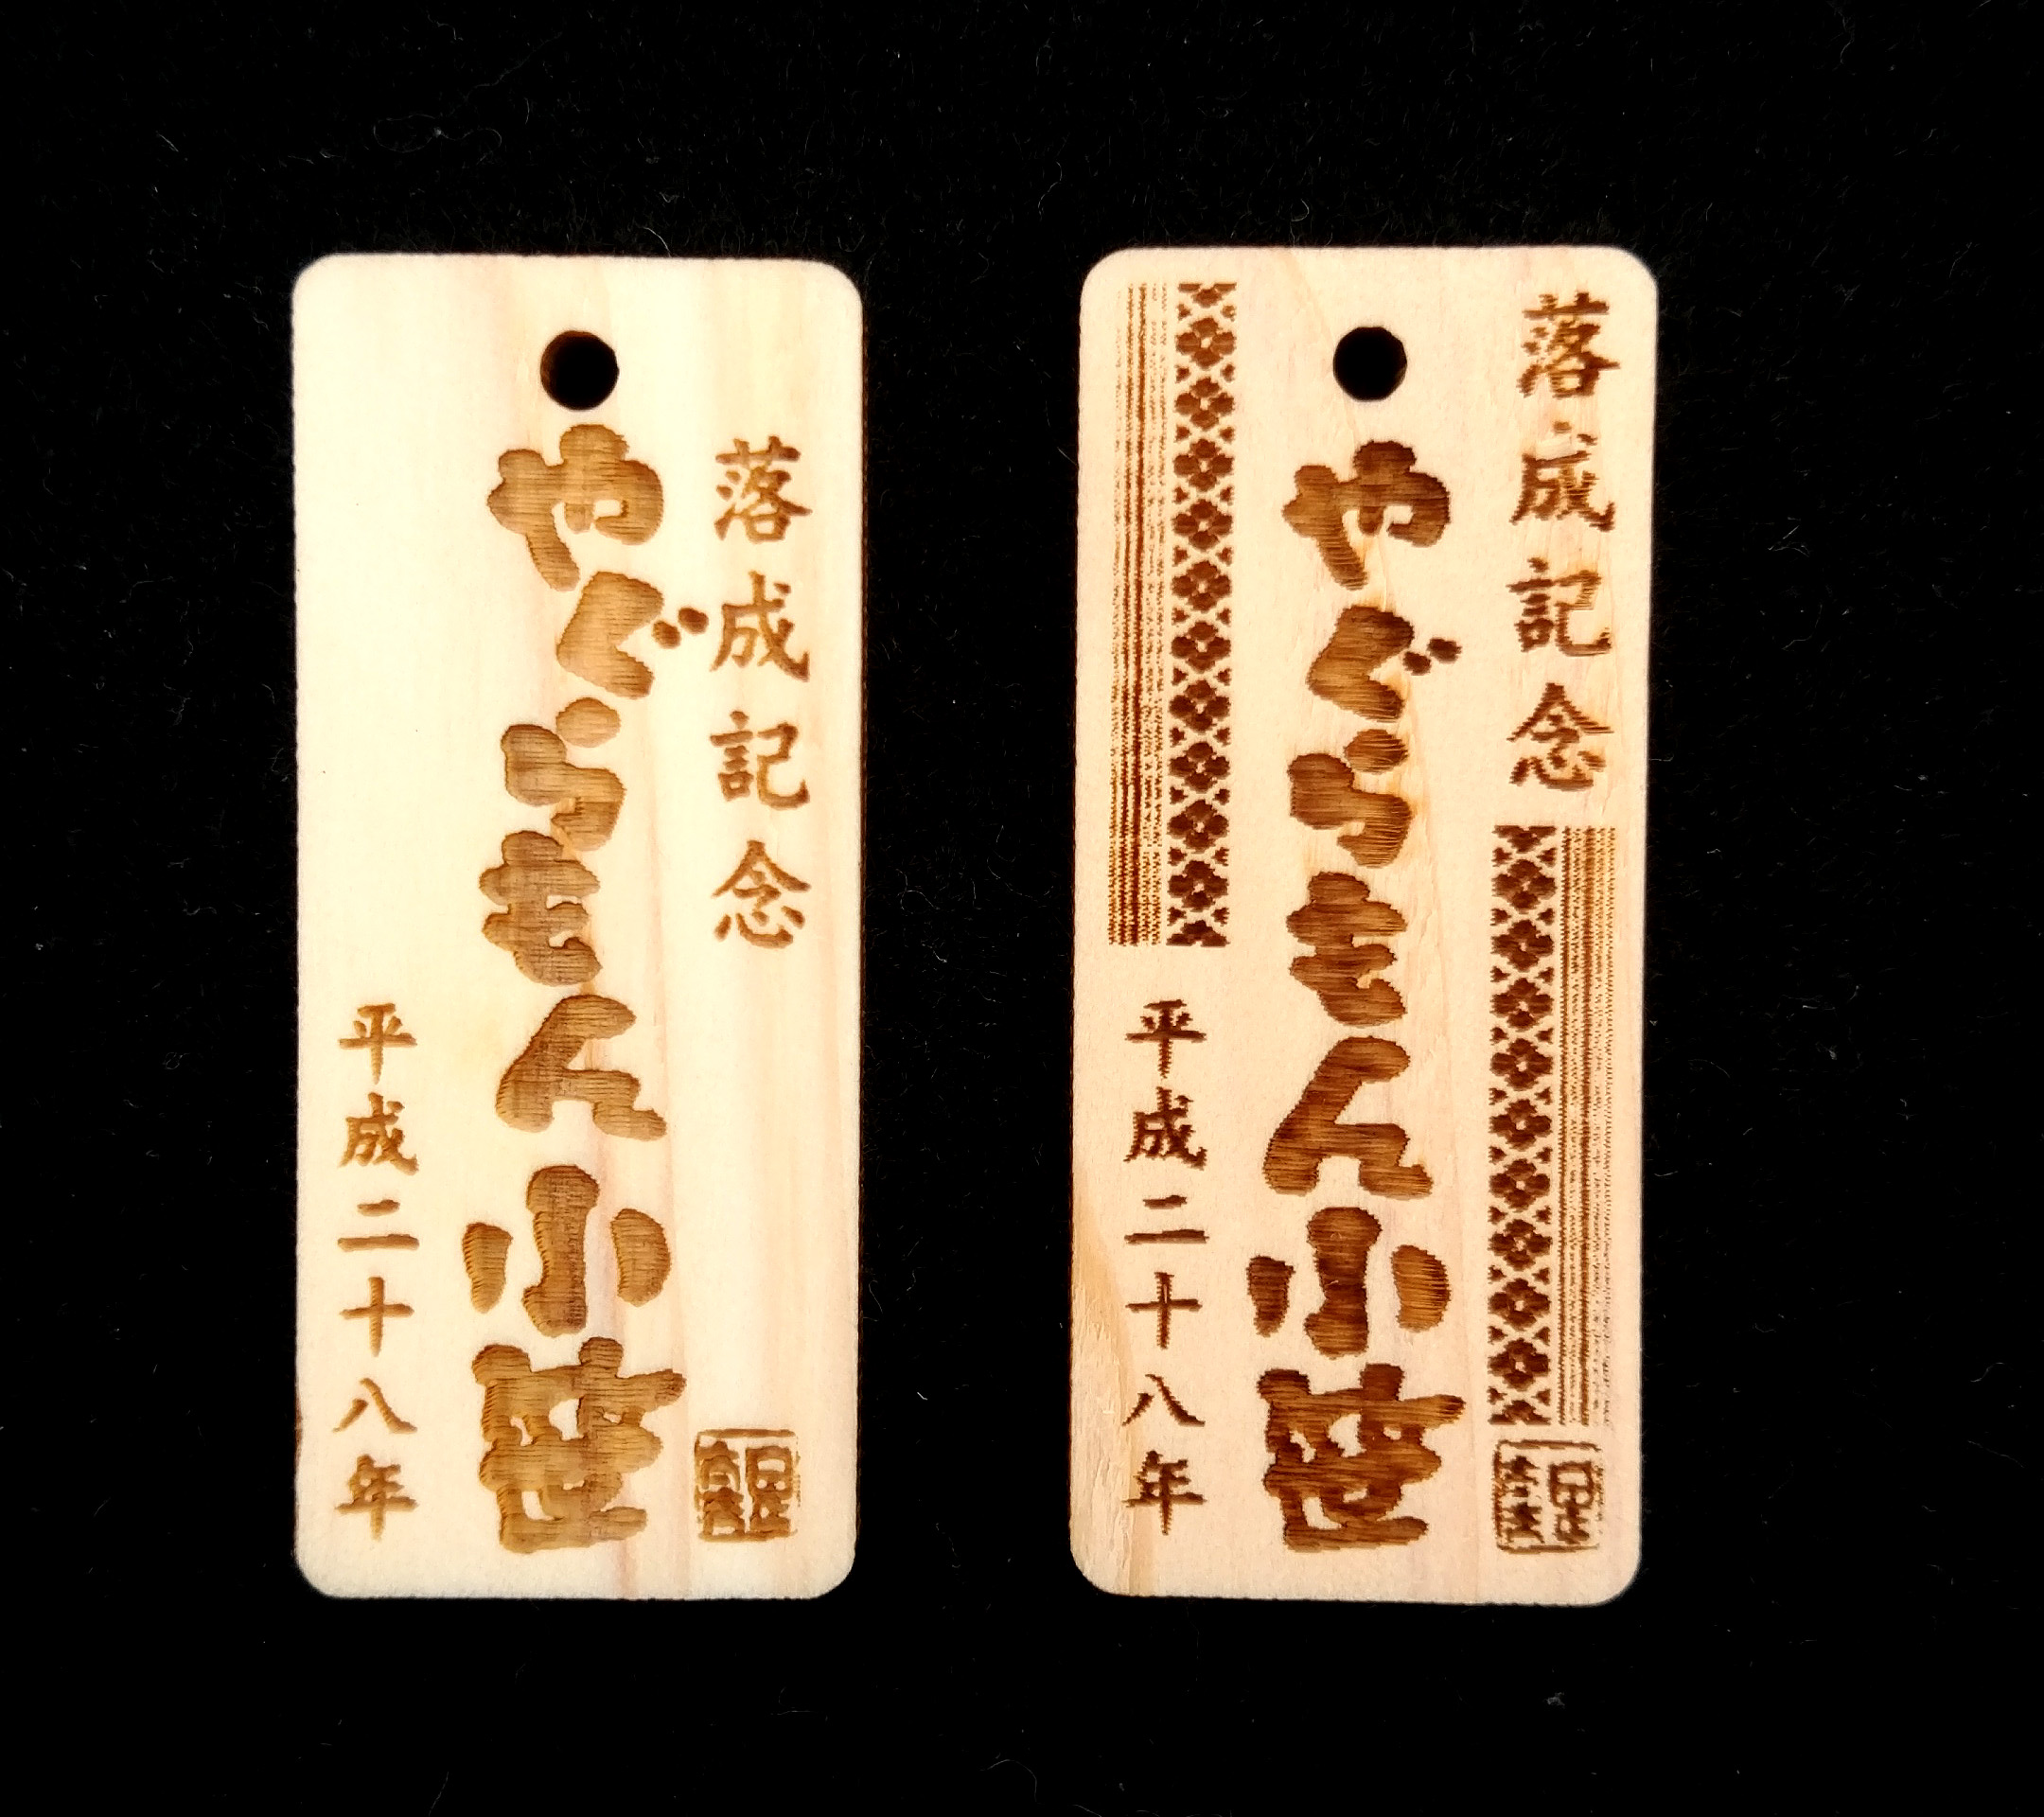 落成記念
やぐらもん小笹
平成二十八年
落成記念
やぐらもん小笹
平成二十八年